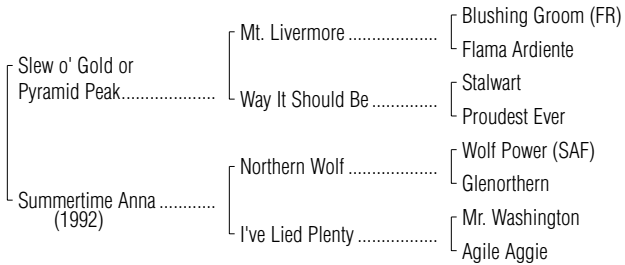 Blushing Groom (FR)
Mt. Livermore ....................
Flama Ardiente
Slew o' Gold or
Pyramid Peak.....................
Stalwart
Way It Should Be ...............
Proudest Ever
Wolf Power (SAF)
Northern Wolf ....................
Glenorthern
Summertime Anna ............
(1992)
Mr. Washington
I've Lied Plenty ..................
Agile Aggie